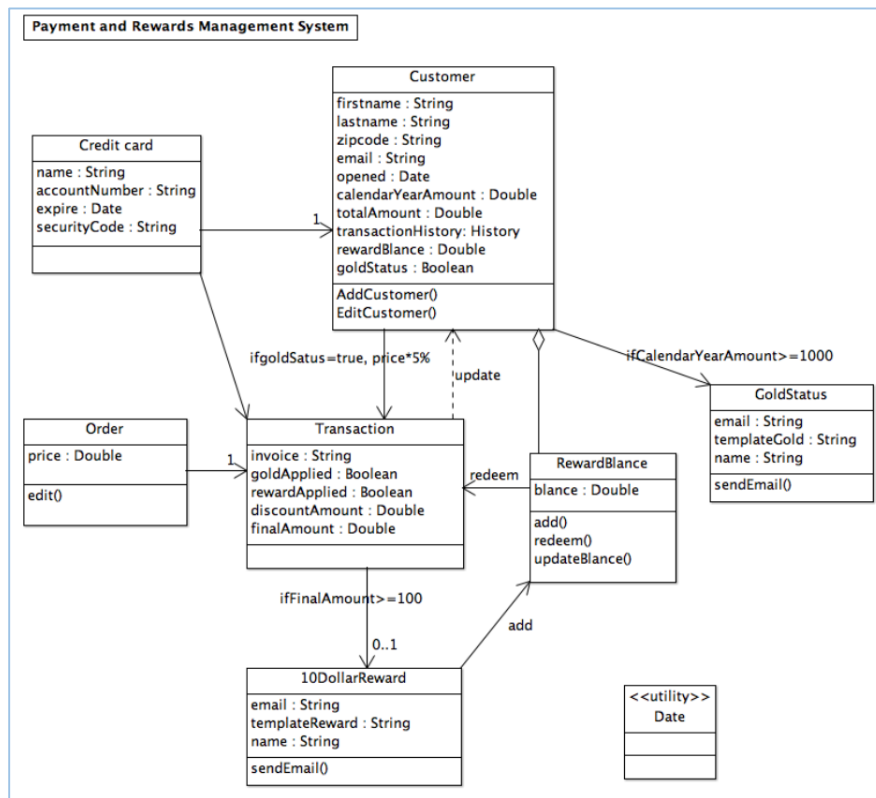 Payment and Rewards Management System
Customer
firstname : String
lastname : String
zipcode : String
email : String
opened : Date
calendarYearAmount : Double
totalAmount : Double
transactionHistory: History
rewardBlance : Double
goldStatus : Boolean
AddCustomer()
EditCustomer()
Credit card
name : String
accountNumber : String
expire : Date
securityCode : String
1
ifgoldSatus=true, price*5%
update
ifCalendarYearAmount>=1000
GoldStatus
email : String
templateGold : String
name : String
sendEmail()
Order
price : Double
edit()
1
Transaction
invoice : String
goldApplied : Boolean
rewardApplied : Boolean
discountAmount : Double
finalAmount : Double
redeem
RewardBlance
blance : Double
add()
redeem()
updateBlance()
ifFinalAmount>=100
0..1
add
10DollarReward
email : String
templateReward : String
name : String
sendEmail()
<<utility>>
Date